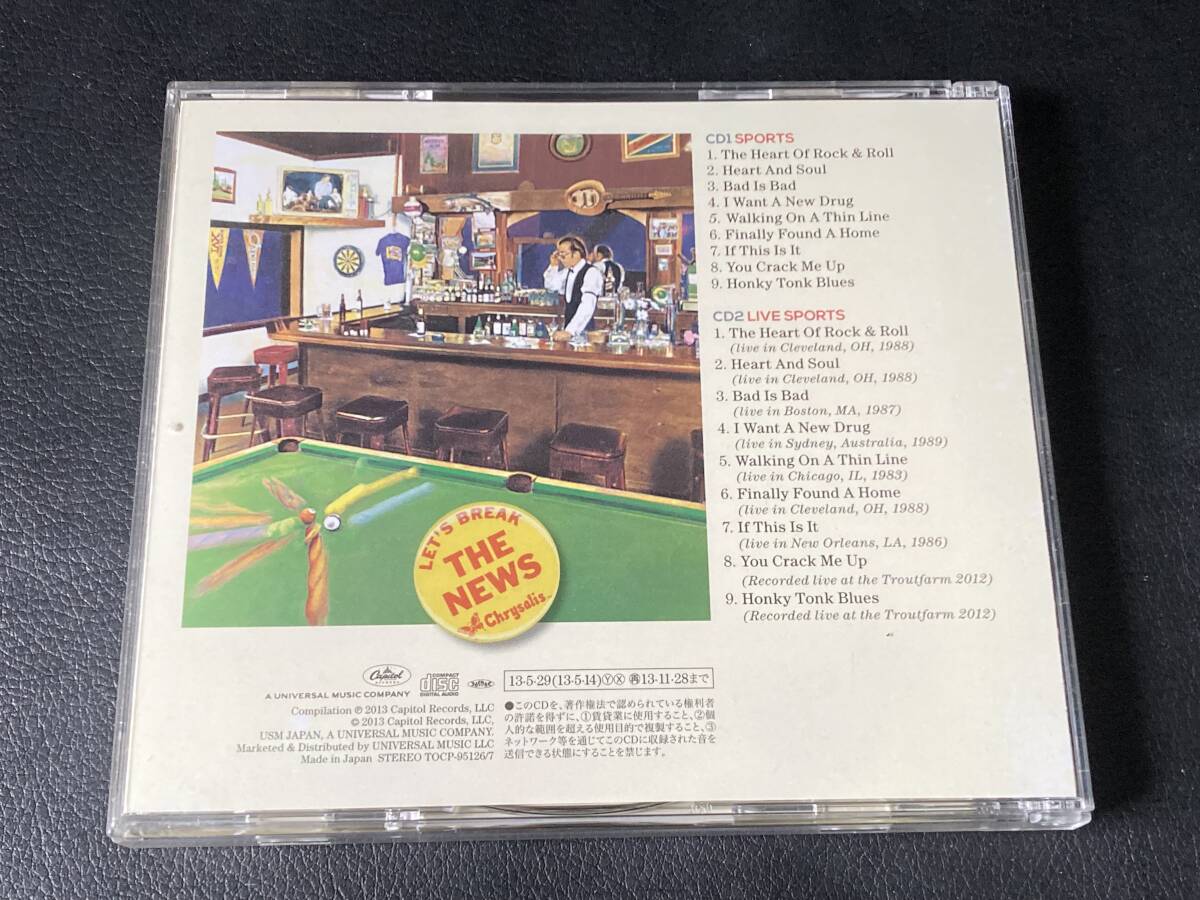 CD1 SPORTS
1. The Heart Of Rock & Roll
2. Heart And Soul
3. Bad Is Bad
4. I Want A New Drug
5. Walking On A Thin Line
6. Finally Found A Home
7. If This Is It
8. You Crack Me Up
9. Honky Tonk Blues
CD2 LIVE SPORTS
1. The Heart Of Rock & Roll
(live in Cleveland, OH, 1988)
2. Heart And Soul
(live in Cleveland, OH, 1988)
3. Bad Is Bad
(live in Boston, MA, 1987)
4. I Want A New Drug
(live in Sydney, Australia, 1989)
5. Walking On A Thin Line
(live in Chicago, IL, 1983)
6. Finally Found A Home
(live in Cleveland, OH, 1988)
7. If This Is It
(live in New Orleans, LA, 1986)
8. You Crack Me Up
(Recorded live at the Troutfarm 2012)
9. Honky Tonk Blues
(Recorded live at the Troutfarm 2012)
LET'S BREAK
THE
NEWS
Chrysalis
Capitol
RECORDS
A UNIVERSAL MUSIC COMPANY
COMPACT
disc
DIGITAL AUDIO
Compilation ℗ 2013 Capitol Records, LLC
© 2013 Capitol Records, LLC,
USM JAPAN, A UNIVERSAL MUSIC COMPANY.
Marketed & Distributed by UNIVERSAL MUSIC LLC
Made in Japan STEREO TOCP-95126/7
13·5·29(13·5·14)ⓎⓍ ㊢13·11·28まで
●このCDを、著作権法で認められている権利者
の許諾を得ずに、①賃貸業に使用すること、②個
人的な範囲を超える使用目的で複製すること、③
ネットワーク等を通じてこのCDに収録された音を
送信できる状態にすることを禁じます。